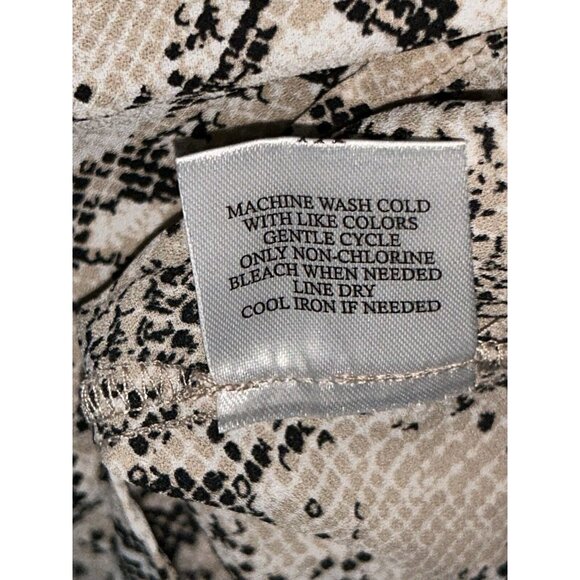 MACHINE WASH COLD
WITH LIKE COLORS
GENTLE CYCLE
ONLY NON-CHLORINE
BLEACH WHEN NEEDED
LINE DRY
COOL IRON IF NEEDED